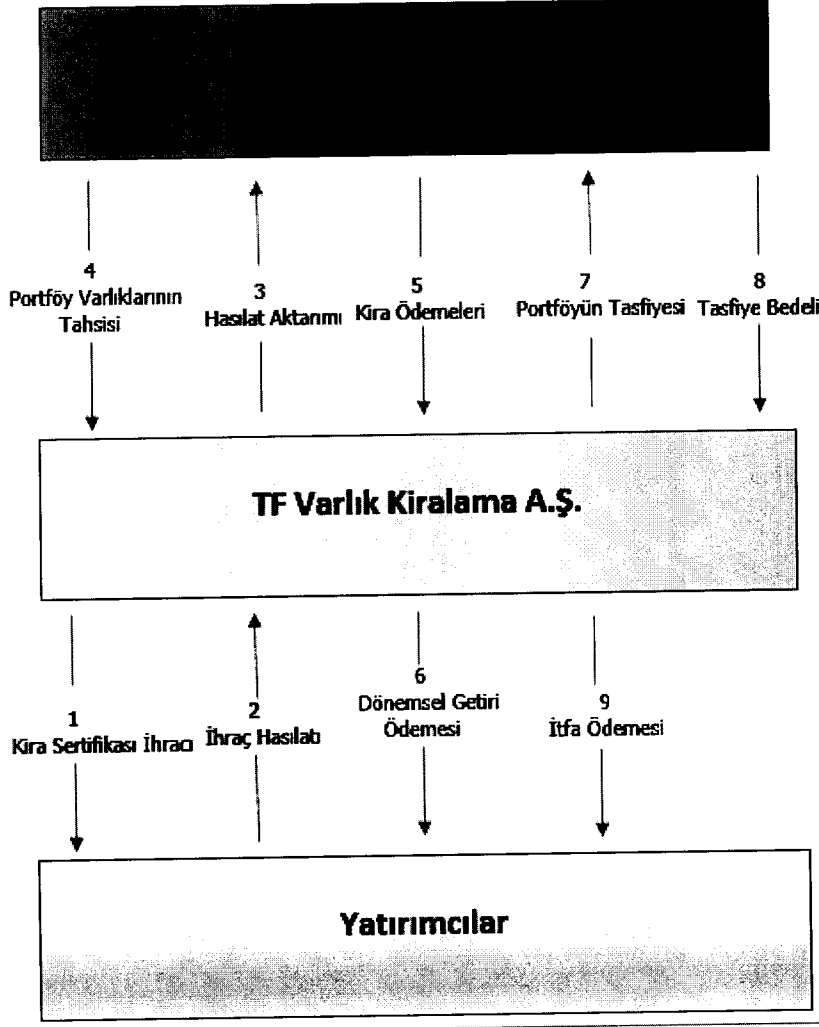 4
Portföy Varlıklarının
Tahsisi
3
Hasılat Aktarımı
5
Kira Ödemeleri
7
Portföyün Tasfiyesi
8
Tasfiye Bedeli
TF Varlık Kiralama A.Ş.
1
Kira Sertifikası İhracı
2
İhraç Hasılatı
6
Dönemsel Getiri
Ödemesi
9
İtfa Ödemesi
Yatırımcılar